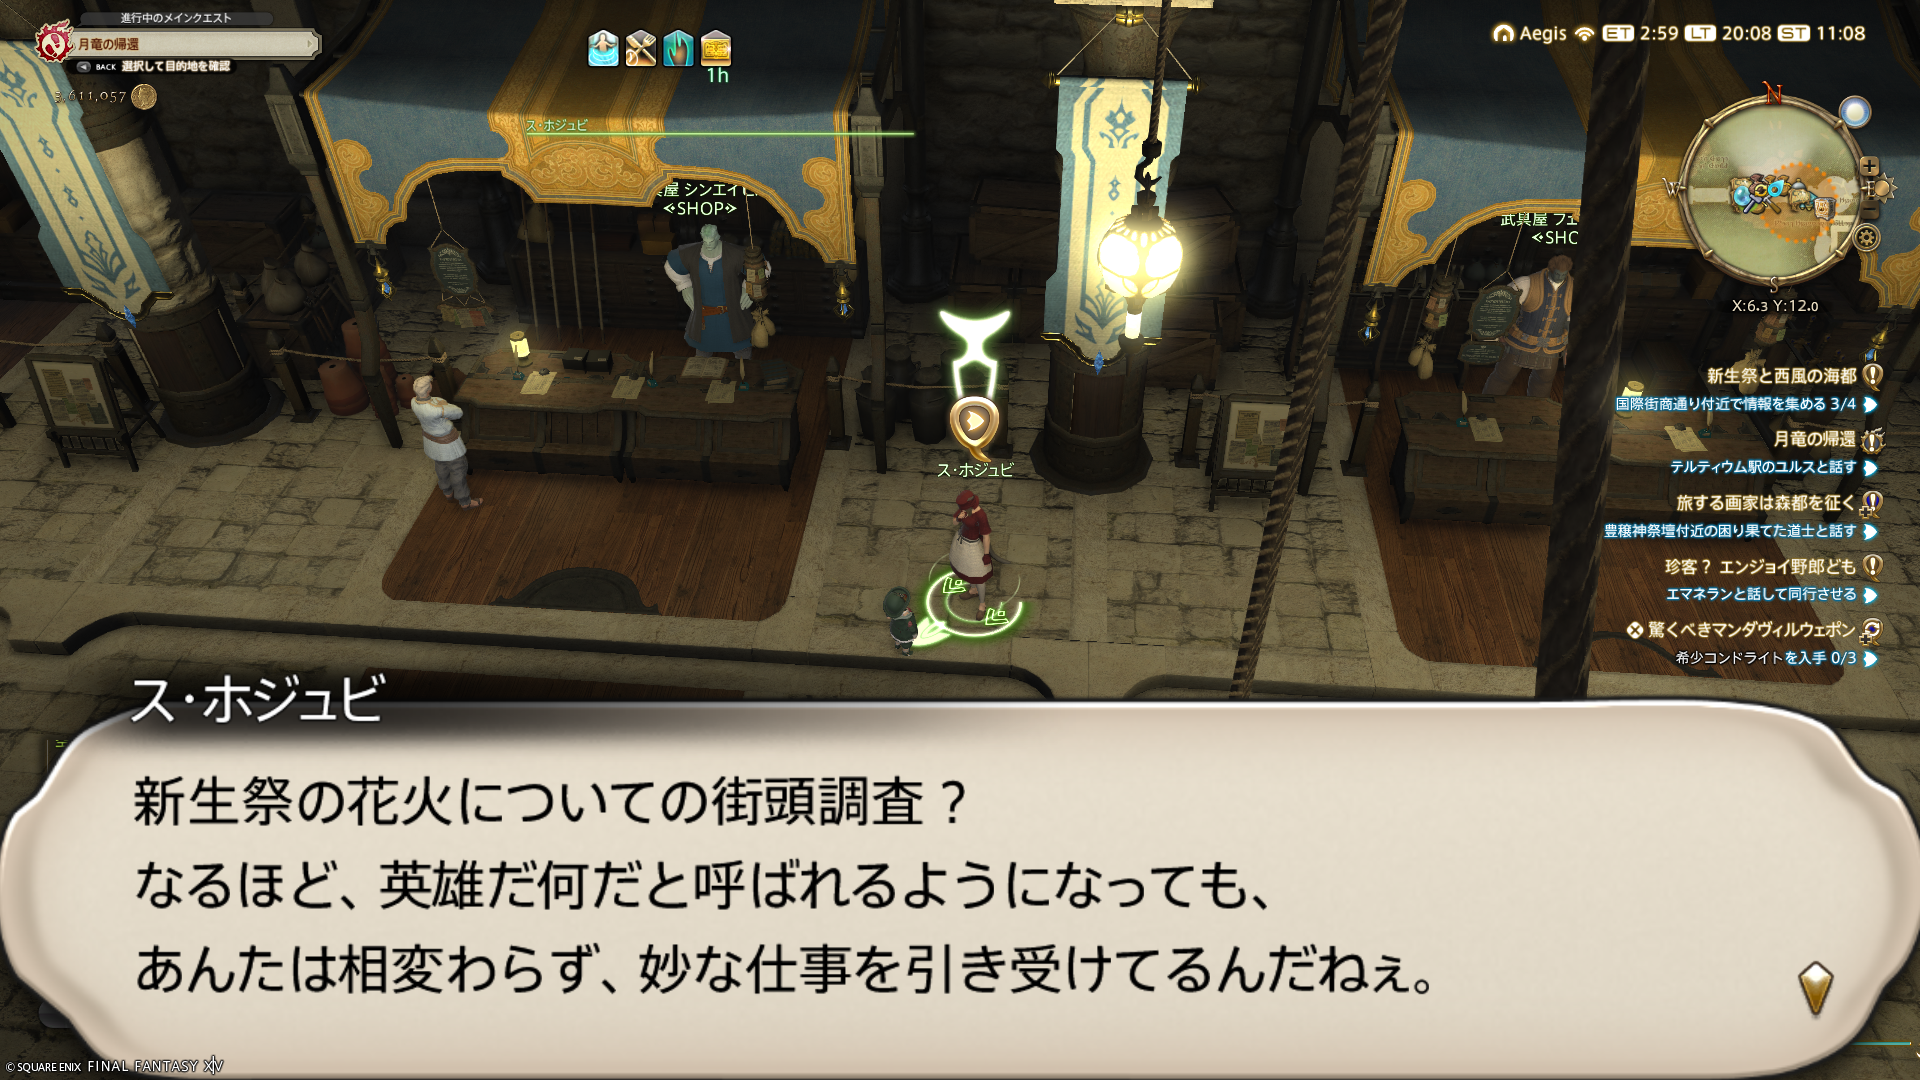 進行中のメインクエスト
月竜の帰還
BACK 選択して目的地を確認
3,611,057
1h
Aegis ET 2:59 LT 20:08 ST 11:08
N
W
E
S
X:6.3 Y:12.0
ス・ホジュビ
屋 シンエイ
<SHOP>
武具屋 フェ
<SHO
ス・ホジュビ
新生祭と西風の海都
国際街商通り付近で情報を集める 3/4
月竜の帰還
テルティウム駅のユルスと話す
旅する画家は森都を征く
豊穣神祭壇付近の困り果てた道士と話す
珍客？ エンジョイ野郎ども
エマネランと話して同行させる
驚くべきマンダヴィルウェポン
希少コンドライトを入手 0/3
ス・ホジュビ
新生祭の花火についての街頭調査？
なるほど、英雄だ何だと呼ばれるようになっても、
あんたは相変わらず、妙な仕事を引き受けてるんだねぇ。
© SQUARE ENIX FINAL FANTASY XIV